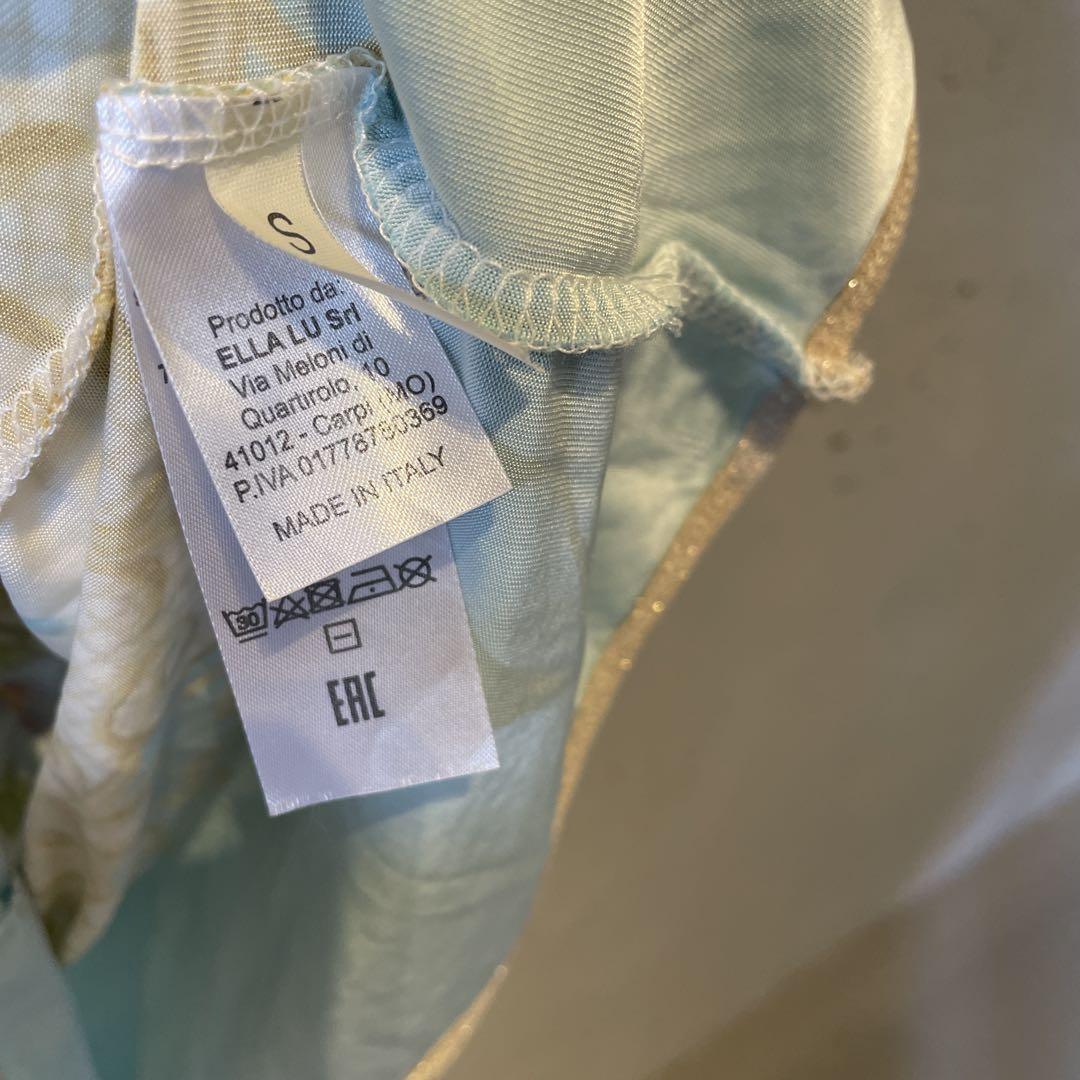 S
Prodotto da:
ELLA LU Srl
Via Meloni di
Quartirolo, 10
41012 - Carpi (MO)
P.IVA 01778780369
MADE IN ITALY
30
EAC